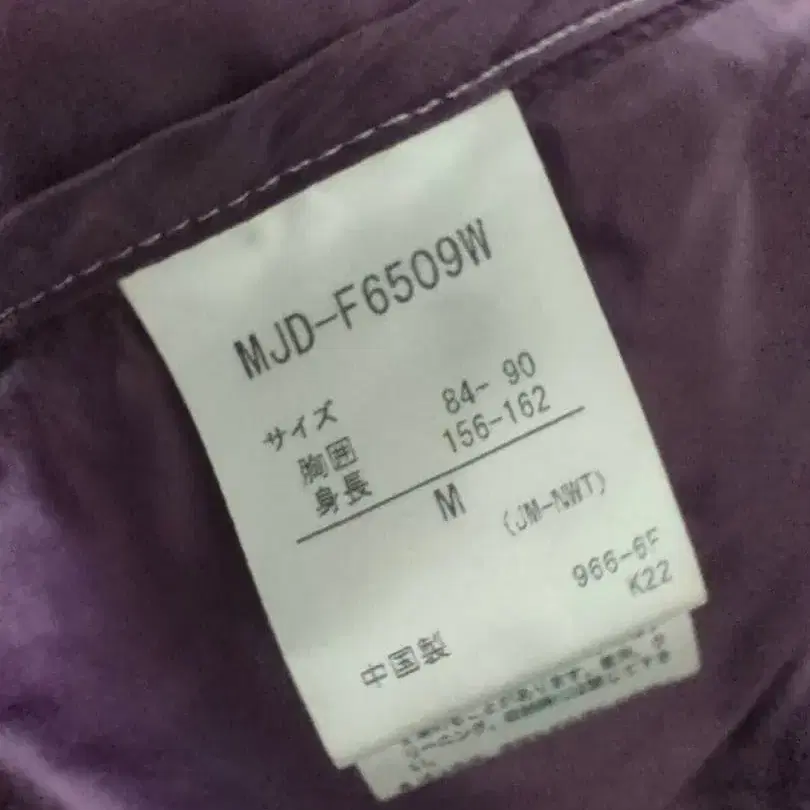 MJD-F6509W
サイズ
胸囲 84- 90
身長 156-162
M (JM-NWT)
966-6F
K22
中国製